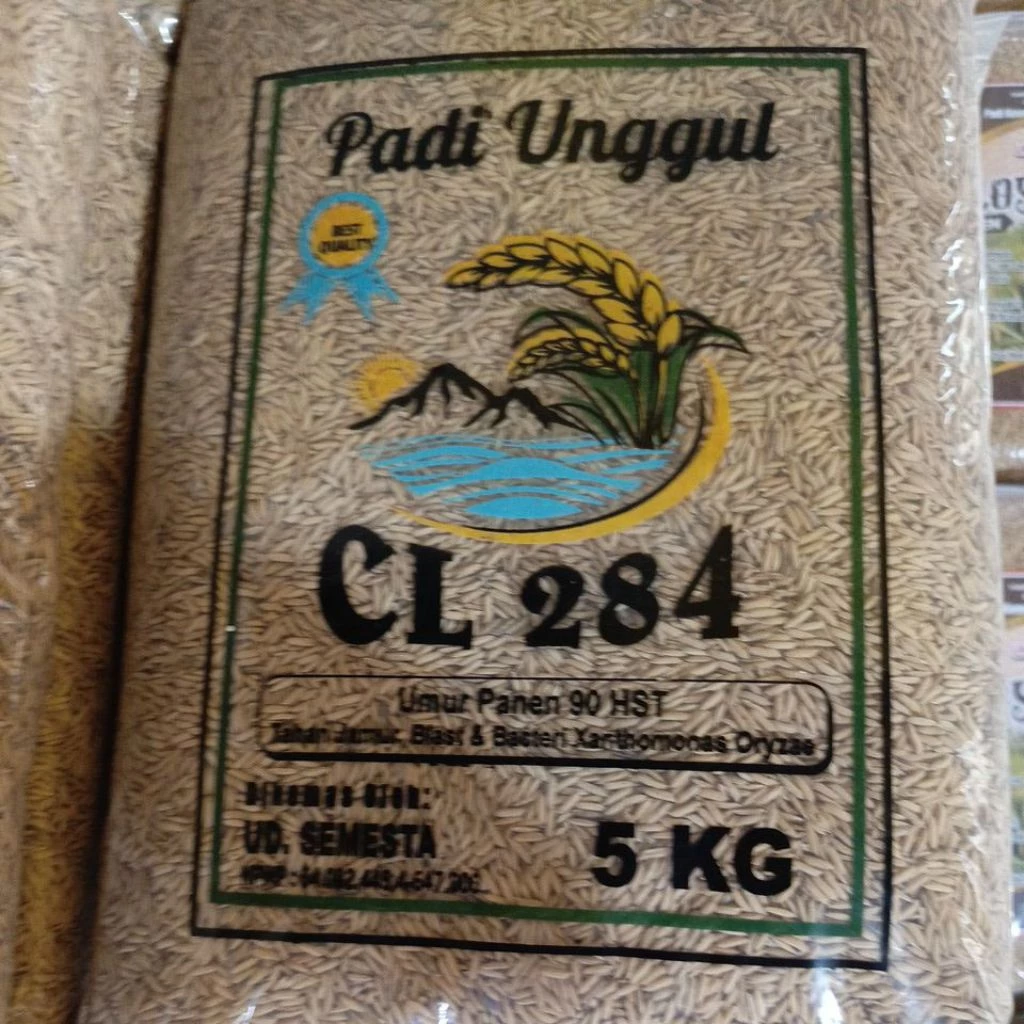 Padi Unggul
BEST
QUALITY
CL 284
Umur Panen 90 HST
Tahan Jamur, Blast & Bacteri Xanthomonas Oryzae
Dikemas Oleh:
UD. SEMESTA
5 KG